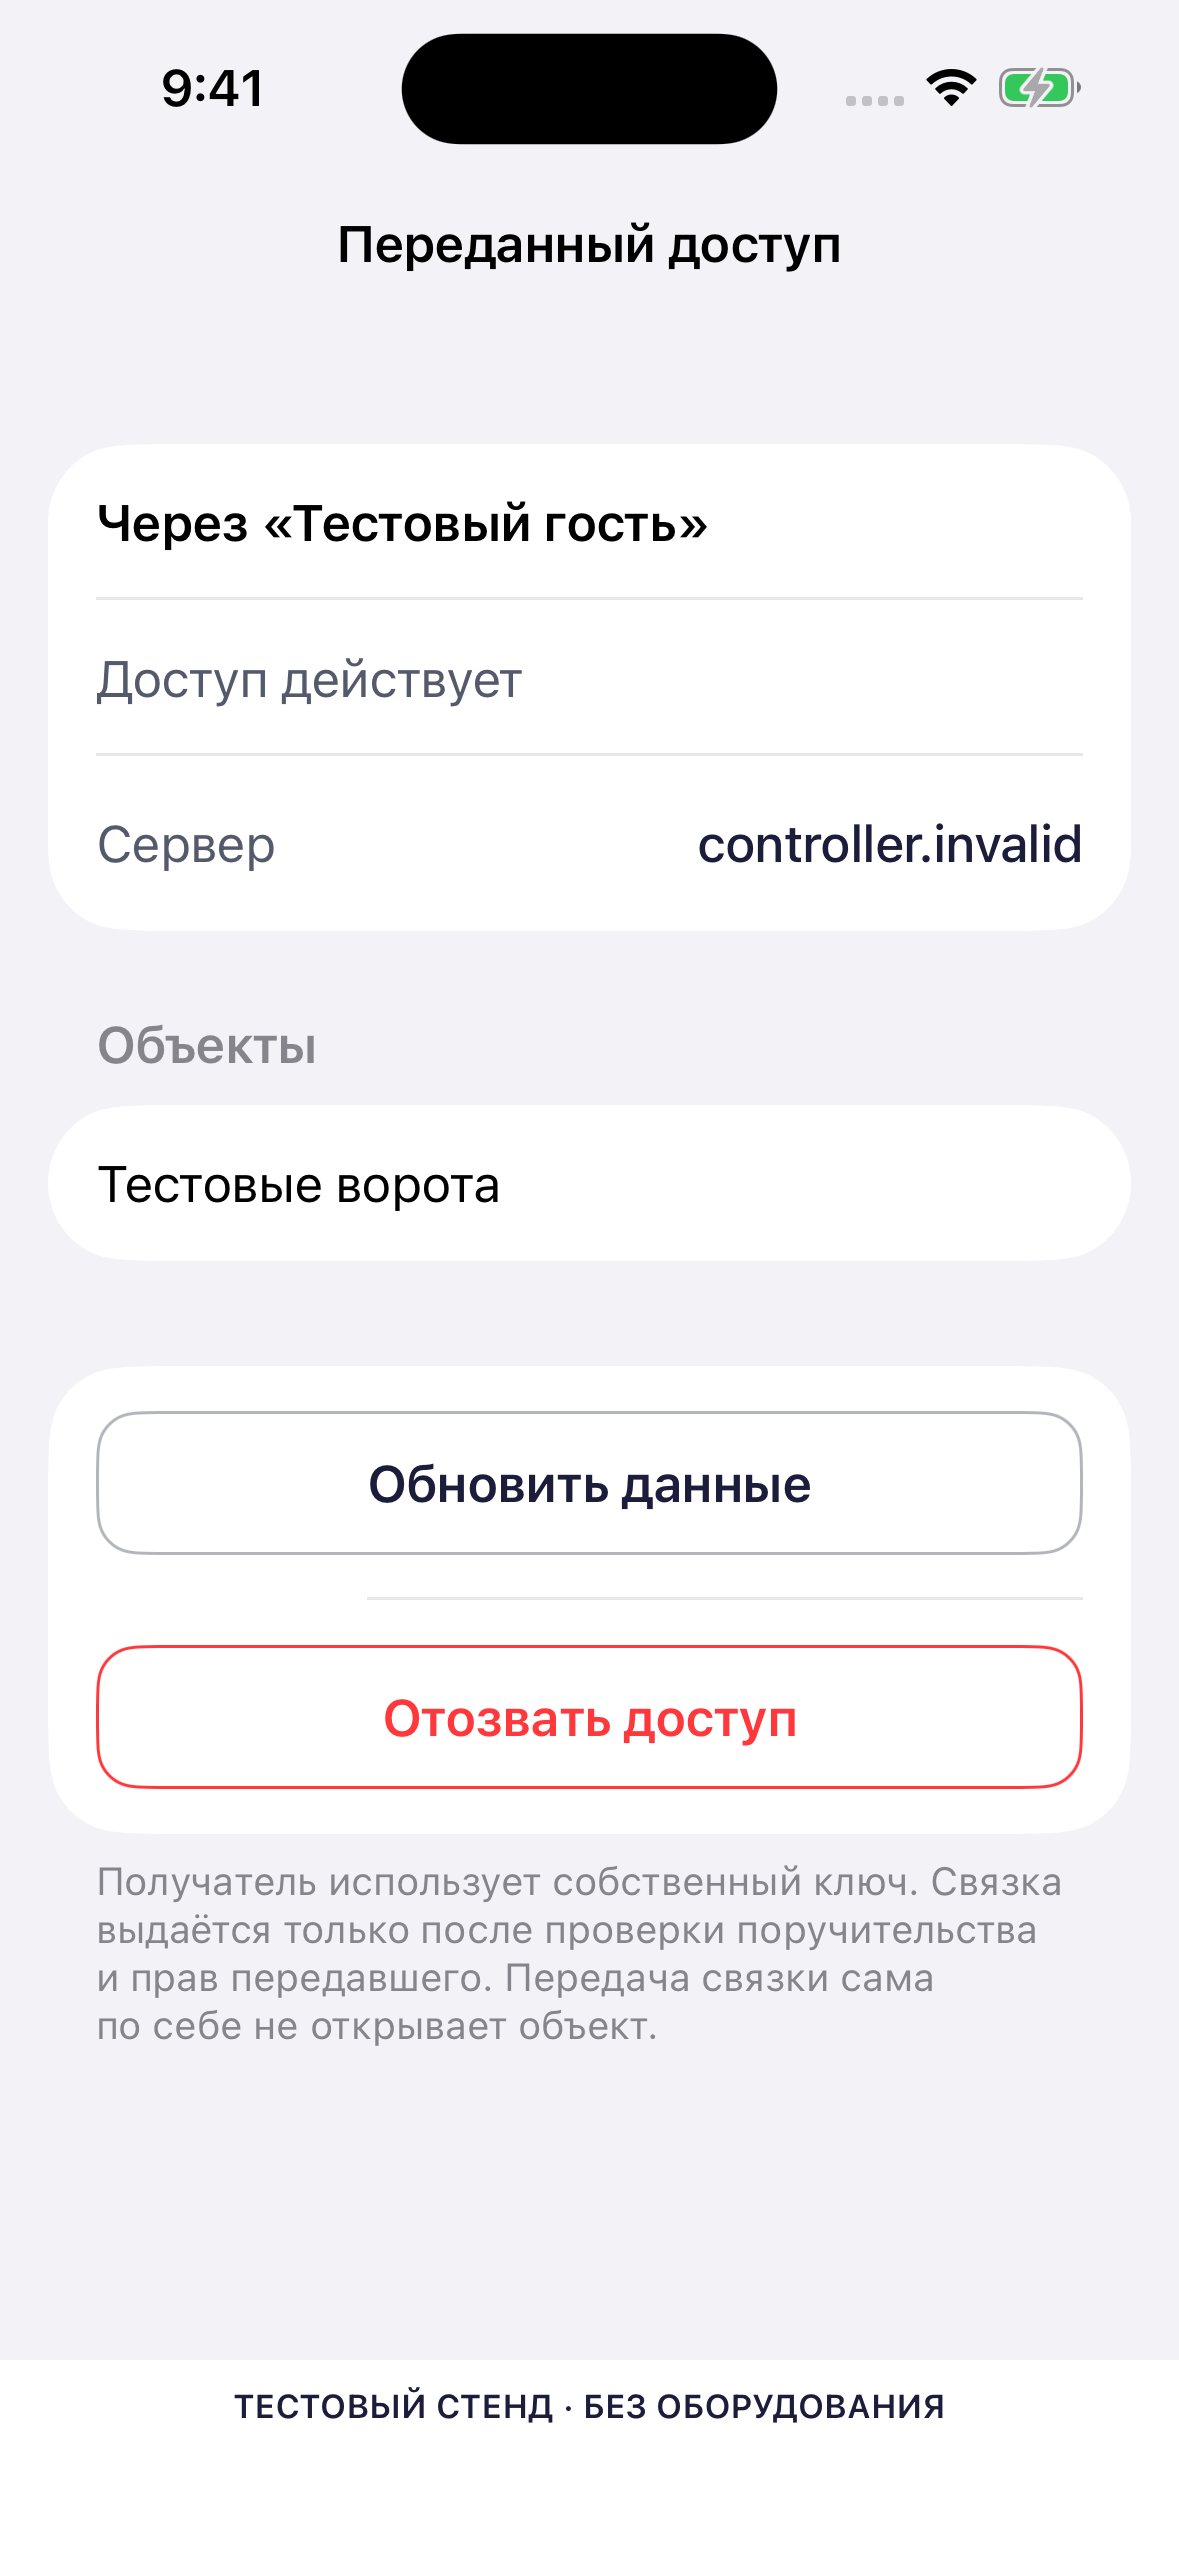 9:41
Переданный доступ
Через «Тестовый гость»
Доступ действует
Сервер controller.invalid
Объекты
Тестовые ворота
Обновить данные
Отозвать доступ
Получатель использует собственный ключ. Связка
выдаётся только после проверки поручительства
и прав передавшего. Передача связки сама
по себе не открывает объект.
ТЕСТОВЫЙ СТЕНД · БЕЗ ОБОРУДОВАНИЯ